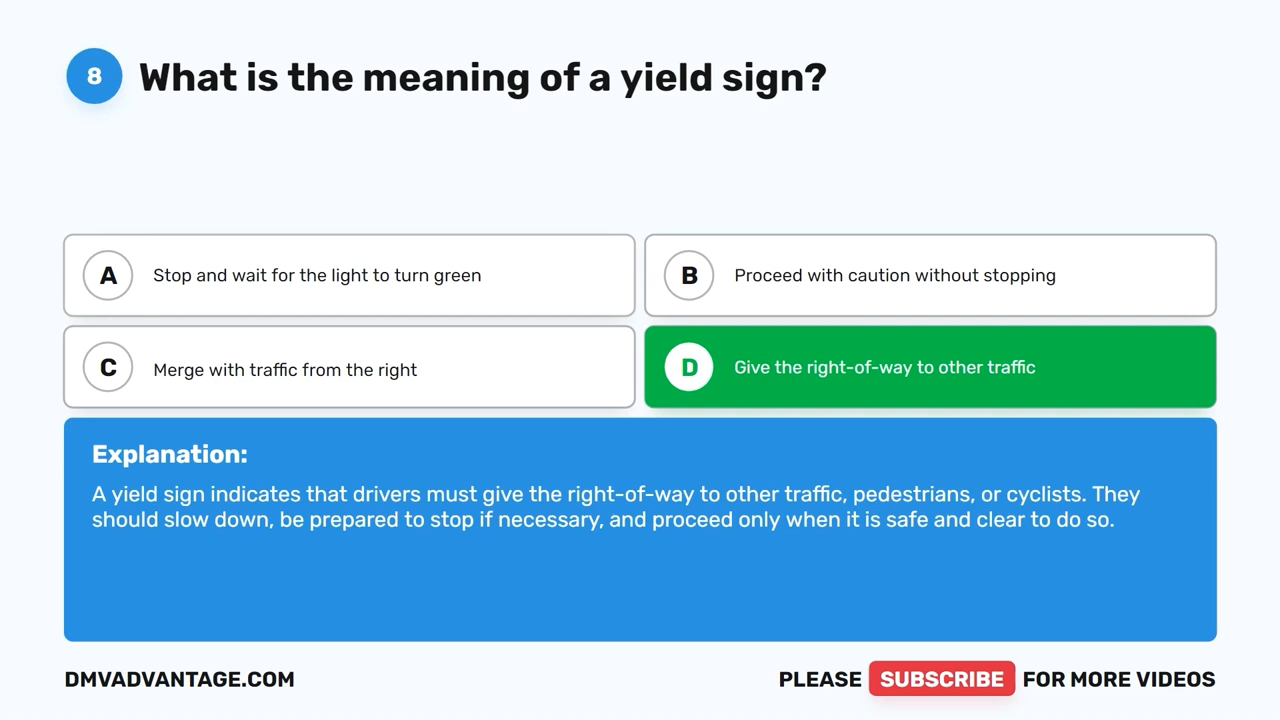 8 What is the meaning of a yield sign?
A Stop and wait for the light to turn green
B Proceed with caution without stopping
C Merge with traffic from the right
D Give the right-of-way to other traffic
Explanation:
A yield sign indicates that drivers must give the right-of-way to other traffic, pedestrians, or cyclists. They
should slow down, be prepared to stop if necessary, and proceed only when it is safe and clear to do so.
DMVADVANTAGE.COM
PLEASE SUBSCRIBE FOR MORE VIDEOS